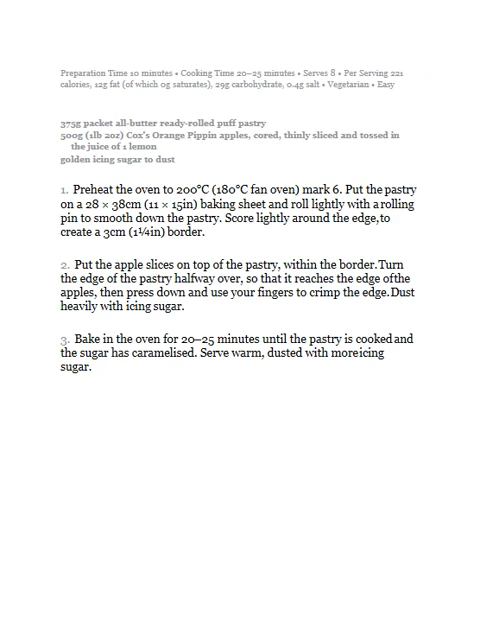 Preparation Time 10 minutes • Cooking Time 20–25 minutes • Serves 8 • Per Serving 221
calories, 12g fat (of which 0g saturates), 29g carbohydrate, 0.4g salt • Vegetarian • Easy
375g packet all-butter ready-rolled puff pastry
500g (1lb 2oz) Cox's Orange Pippin apples, cored, thinly sliced and tossed in
the juice of 1 lemon
golden icing sugar to dust
1. Preheat the oven to 200°C (180°C fan oven) mark 6. Put the pastry
on a 28 × 38cm (11 × 15in) baking sheet and roll lightly with a rolling
pin to smooth down the pastry. Score lightly around the edge, to
create a 3cm (1¼in) border.
2. Put the apple slices on top of the pastry, within the border. Turn
the edge of the pastry halfway over, so that it reaches the edge of the
apples, then press down and use your fingers to crimp the edge. Dust
heavily with icing sugar.
3. Bake in the oven for 20–25 minutes until the pastry is cooked and
the sugar has caramelised. Serve warm, dusted with more icing
sugar.